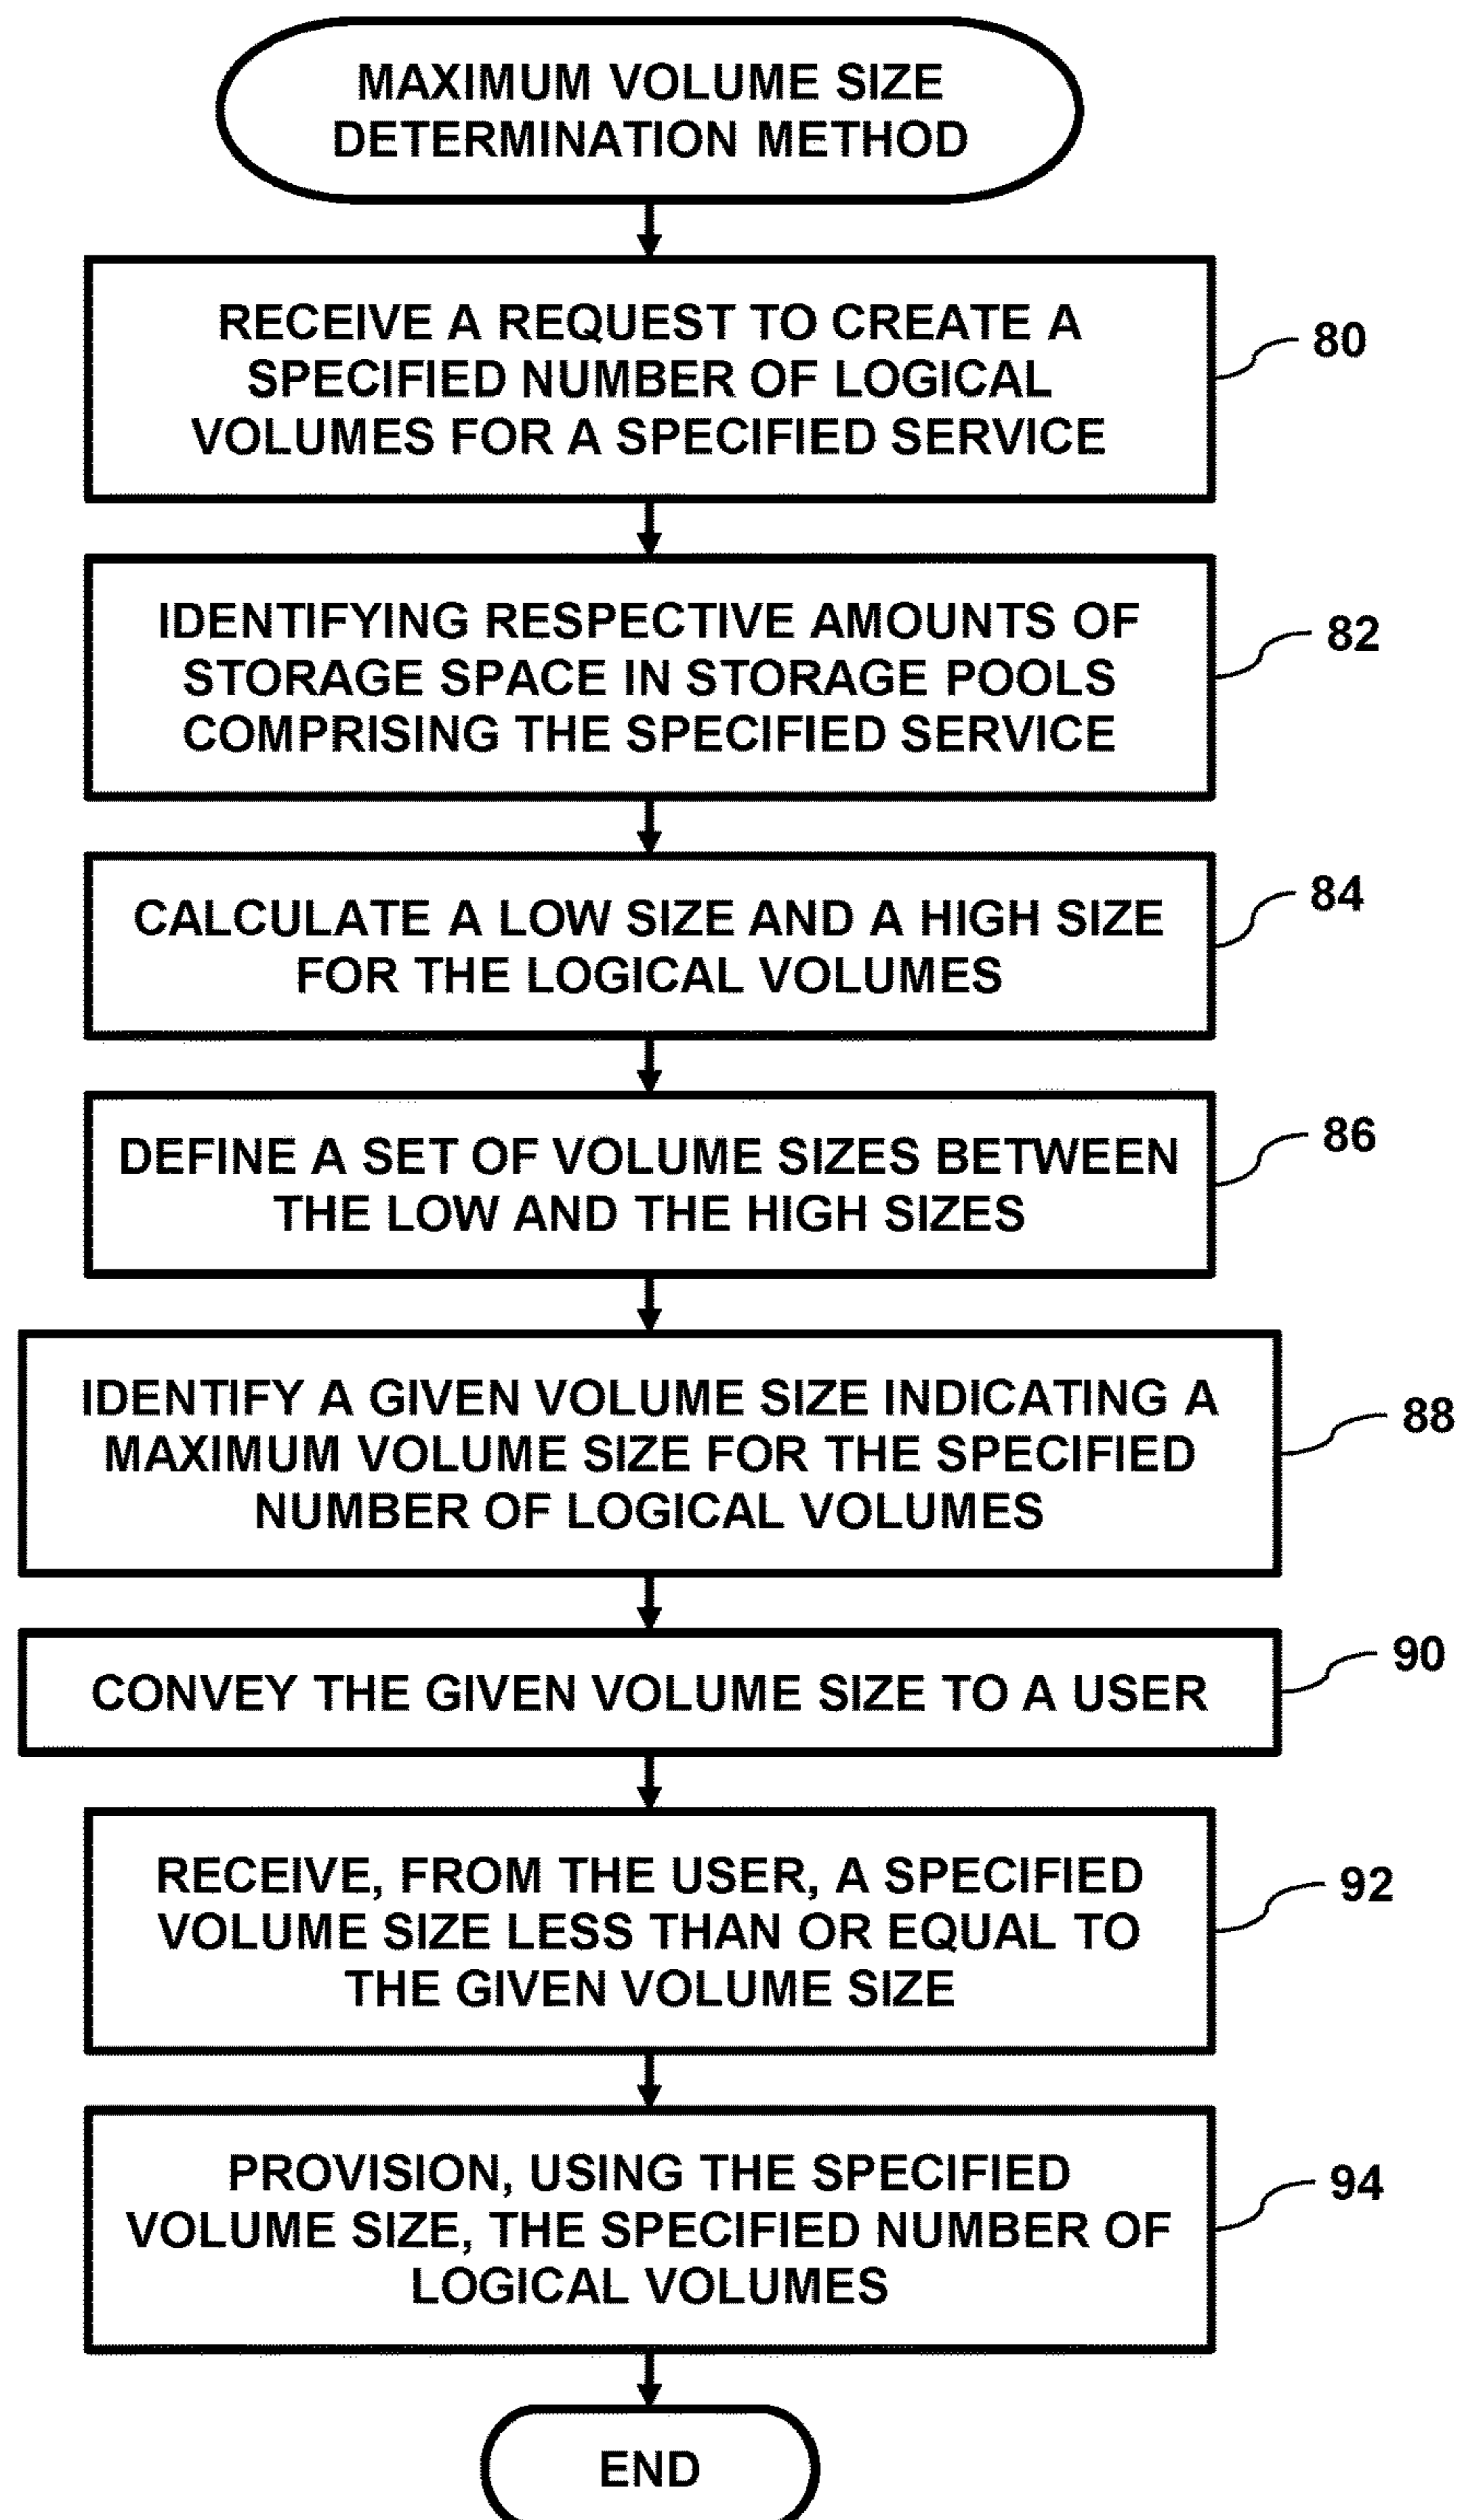 MAXIMUM VOLUME SIZE
DETERMINATION METHOD
RECEIVE A REQUEST TO CREATE A
SPECIFIED NUMBER OF LOGICAL
VOLUMES FOR A SPECIFIED SERVICE
80
IDENTIFYING RESPECTIVE AMOUNTS OF
STORAGE SPACE IN STORAGE POOLS
COMPRISING THE SPECIFIED SERVICE
82
CALCULATE A LOW SIZE AND A HIGH SIZE
FOR THE LOGICAL VOLUMES
84
DEFINE A SET OF VOLUME SIZES BETWEEN
THE LOW AND THE HIGH SIZES
86
IDENTIFY A GIVEN VOLUME SIZE INDICATING A
MAXIMUM VOLUME SIZE FOR THE SPECIFIED
NUMBER OF LOGICAL VOLUMES
88
CONVEY THE GIVEN VOLUME SIZE TO A USER
90
RECEIVE, FROM THE USER, A SPECIFIED
VOLUME SIZE LESS THAN OR EQUAL TO
THE GIVEN VOLUME SIZE
92
PROVISION, USING THE SPECIFIED
VOLUME SIZE, THE SPECIFIED NUMBER OF
LOGICAL VOLUMES
94
END